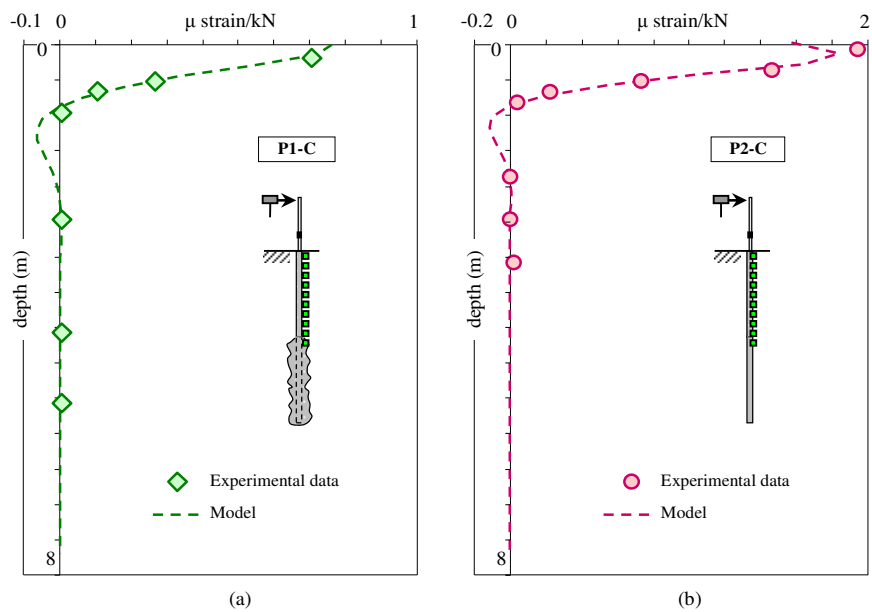 -0.1 0 μ strain/kN 1
0
depth (m)
P1-C
Experimental data
Model
8
(a)
-0.2 0 μ strain/kN 2
0
depth (m)
P2-C
Experimental data
Model
8
(b)